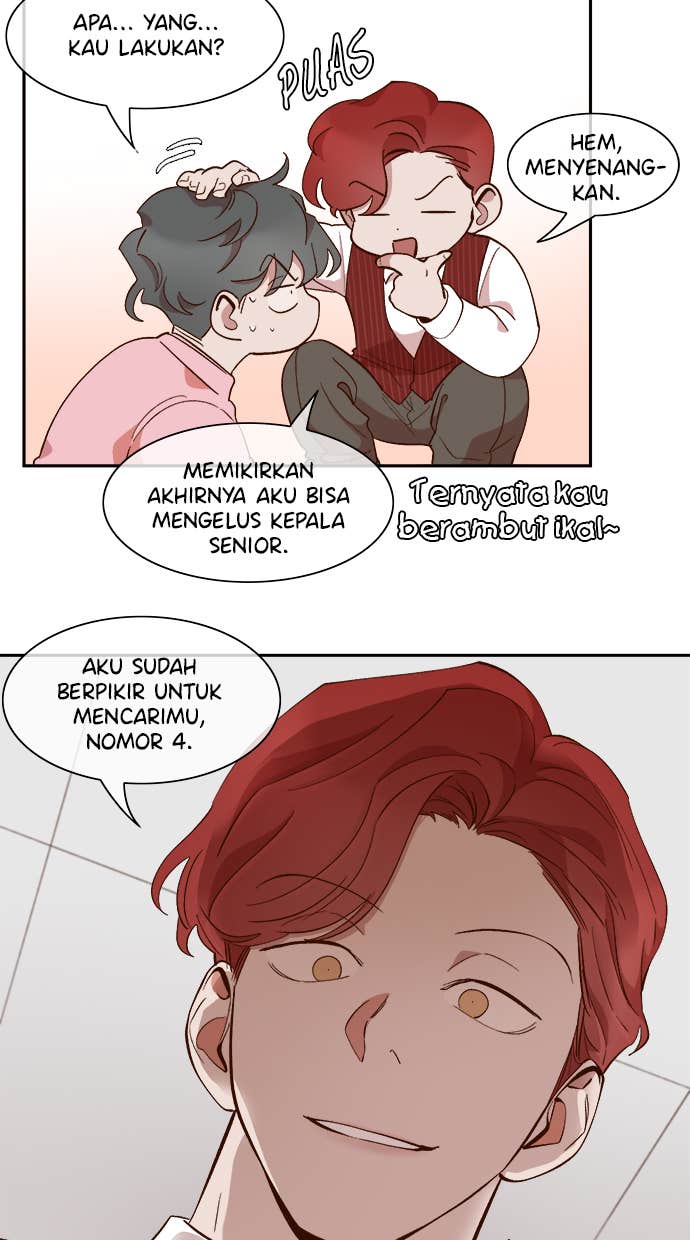 APA... YANG...
KAU LAKUKAN?
PUAS
HEM,
MENYENANG-
KAN.
MEMIKIRKAN
AKHIRNYA AKU BISA
MENGELUS KEPALA
SENIOR.
Ternyata kau
berambut ikal~
AKU SUDAH
BERPIKIR UNTUK
MENCARIMU,
NOMOR 4.